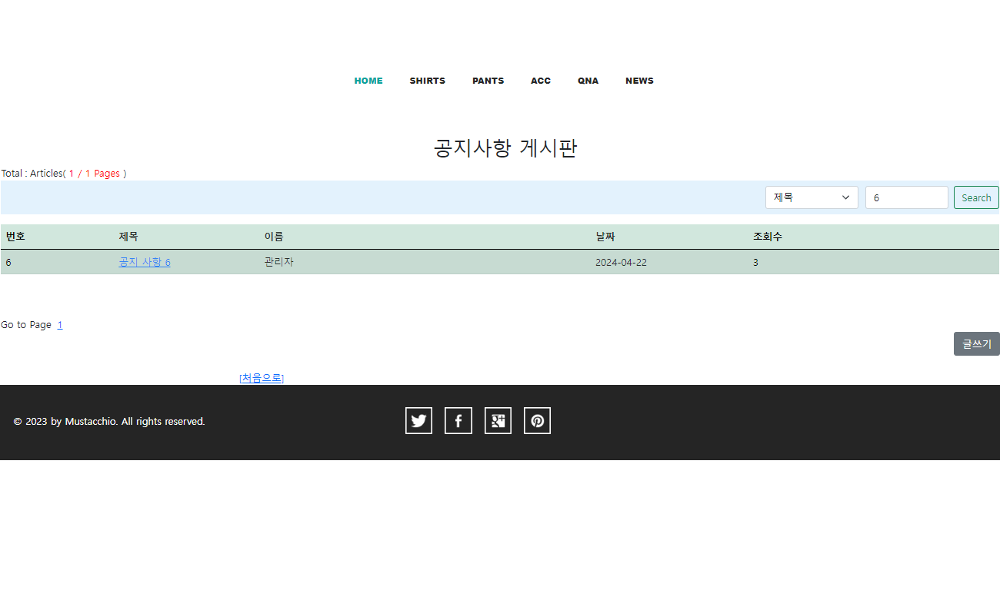 HOME SHIRTS PANTS ACC QNA NEWS
공지사항 게시판
Total : Articles( 1 / 1 Pages )
제목 6 Search
번호 제목 이름 날짜 조회수
6 공지 사항 6 관리자 2024-04-22 3
Go to Page 1
글쓰기
[처음으로]
© 2023 by Mustacchio. All rights reserved.